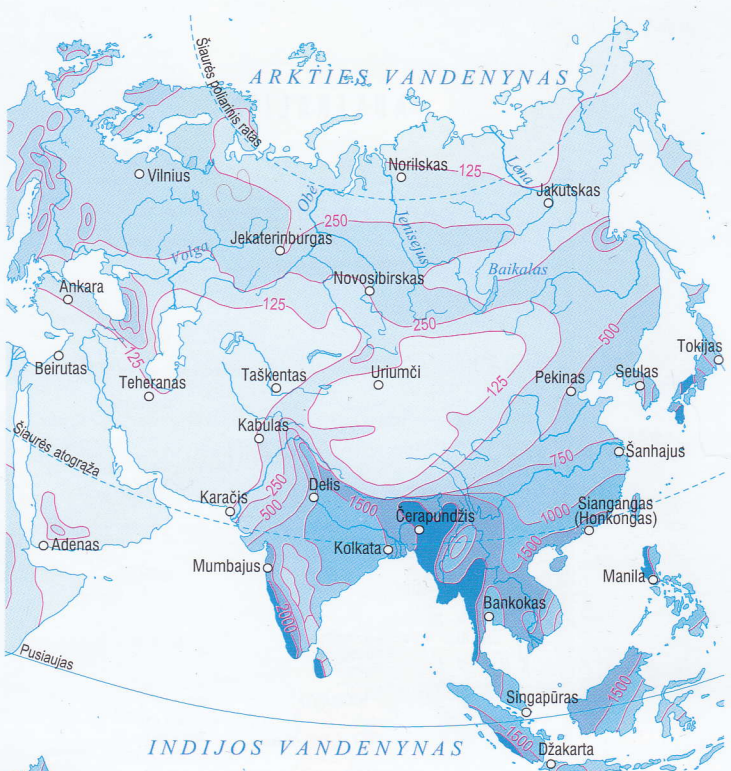 Šiaurės poliarinis ratas
ARKTIES VANDENYNAS
Norilskas
125
Lena
Vilnius
Jakutskas
Obė
Jenisejus
250
Jekaterinburgas
Volga
Baikalas
Ankara
Novosibirskas
125
250
500
Tokijas
125
Beirutas
Teheranas
Taškentas
Uriumči
125
Pekinas
Seulas
Kabulas
Šiaurės atogrąža
750
Šanhajus
250
Delis
Karačis
500
1500
Čerapundžis
1000
Siangangas
(Honkongas)
Adenas
Kolkata
1500
Mumbajus
Manila
2000
Bankokas
Pusiaujas
Singapūras
1500
1500
INDIJOS VANDENYNAS
Džakarta